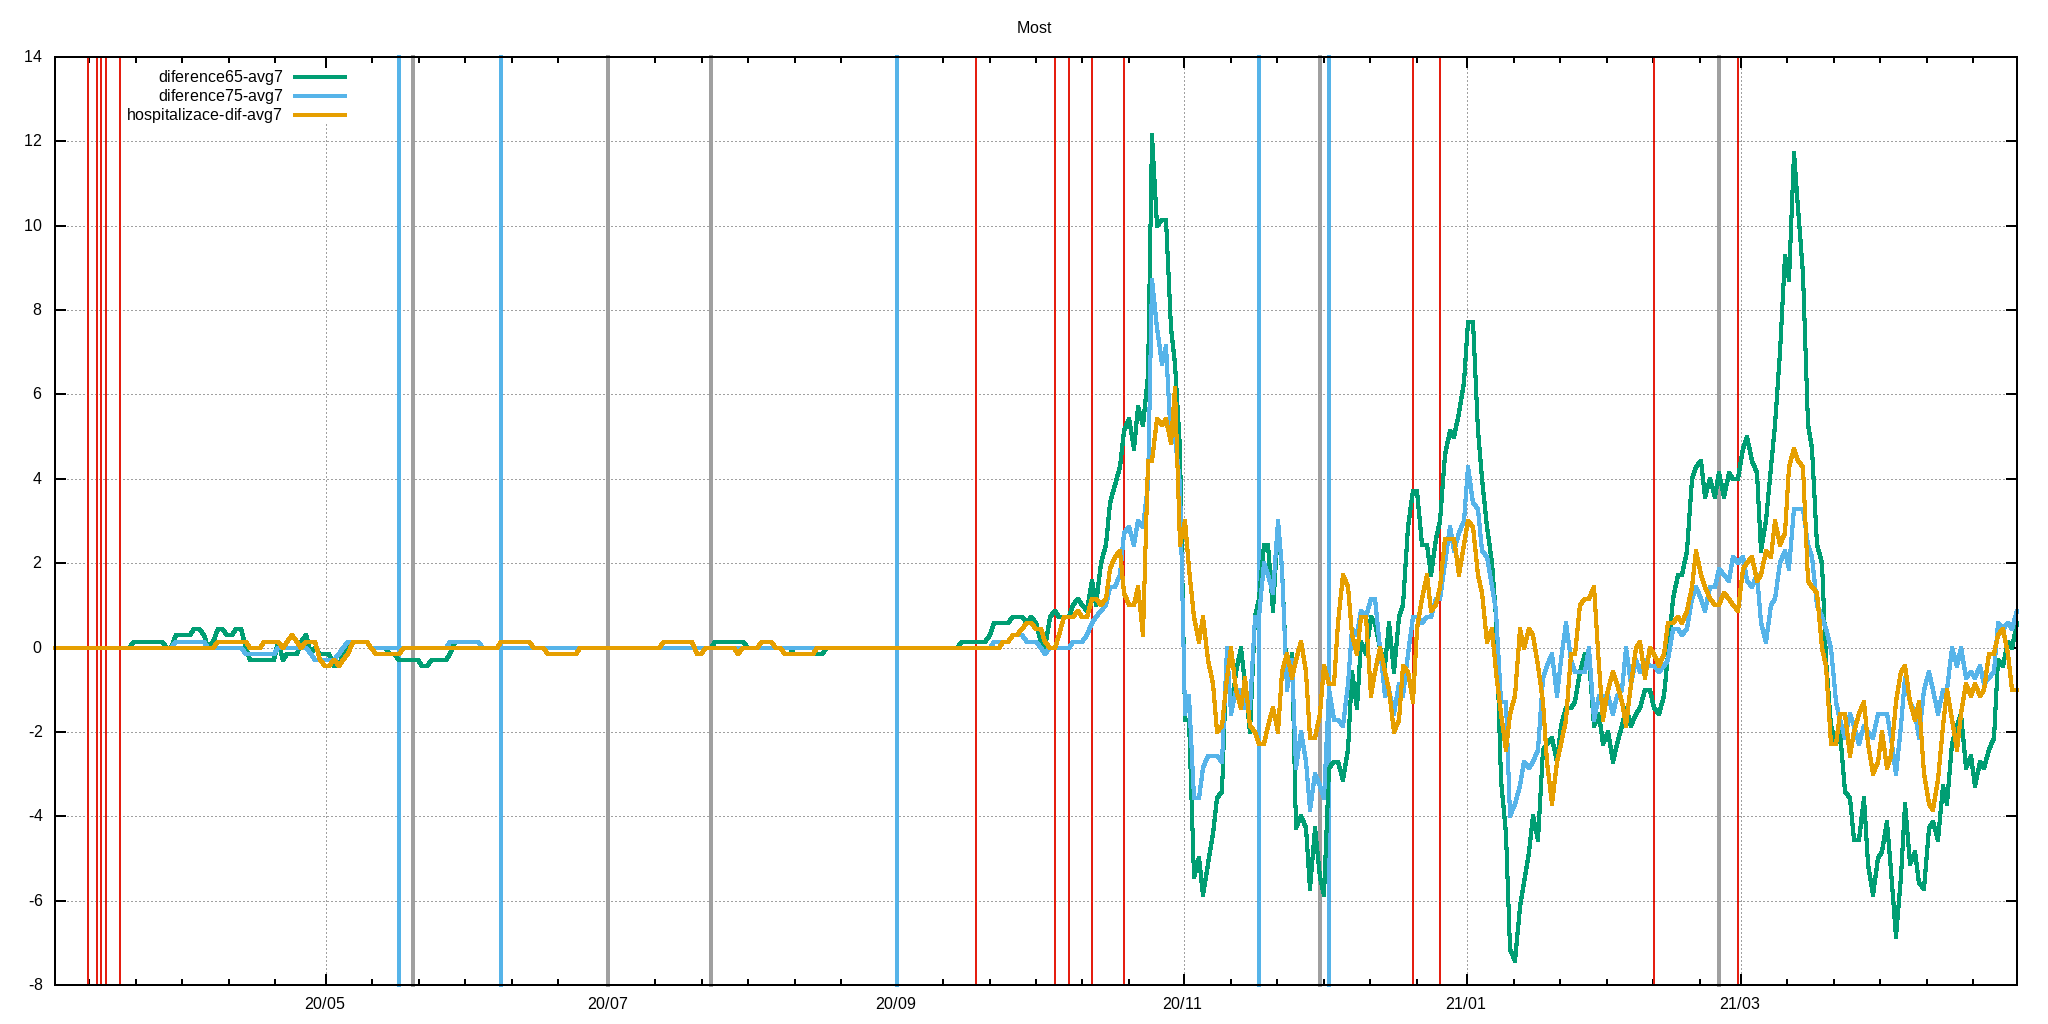 Most
14
diference65-avg7
diference75-avg7
hospitalizace-dif-avg7
12
10
8
6
4
2
0
-2
-4
-6
-8
20/05 20/07 20/09 20/11 21/01 21/03